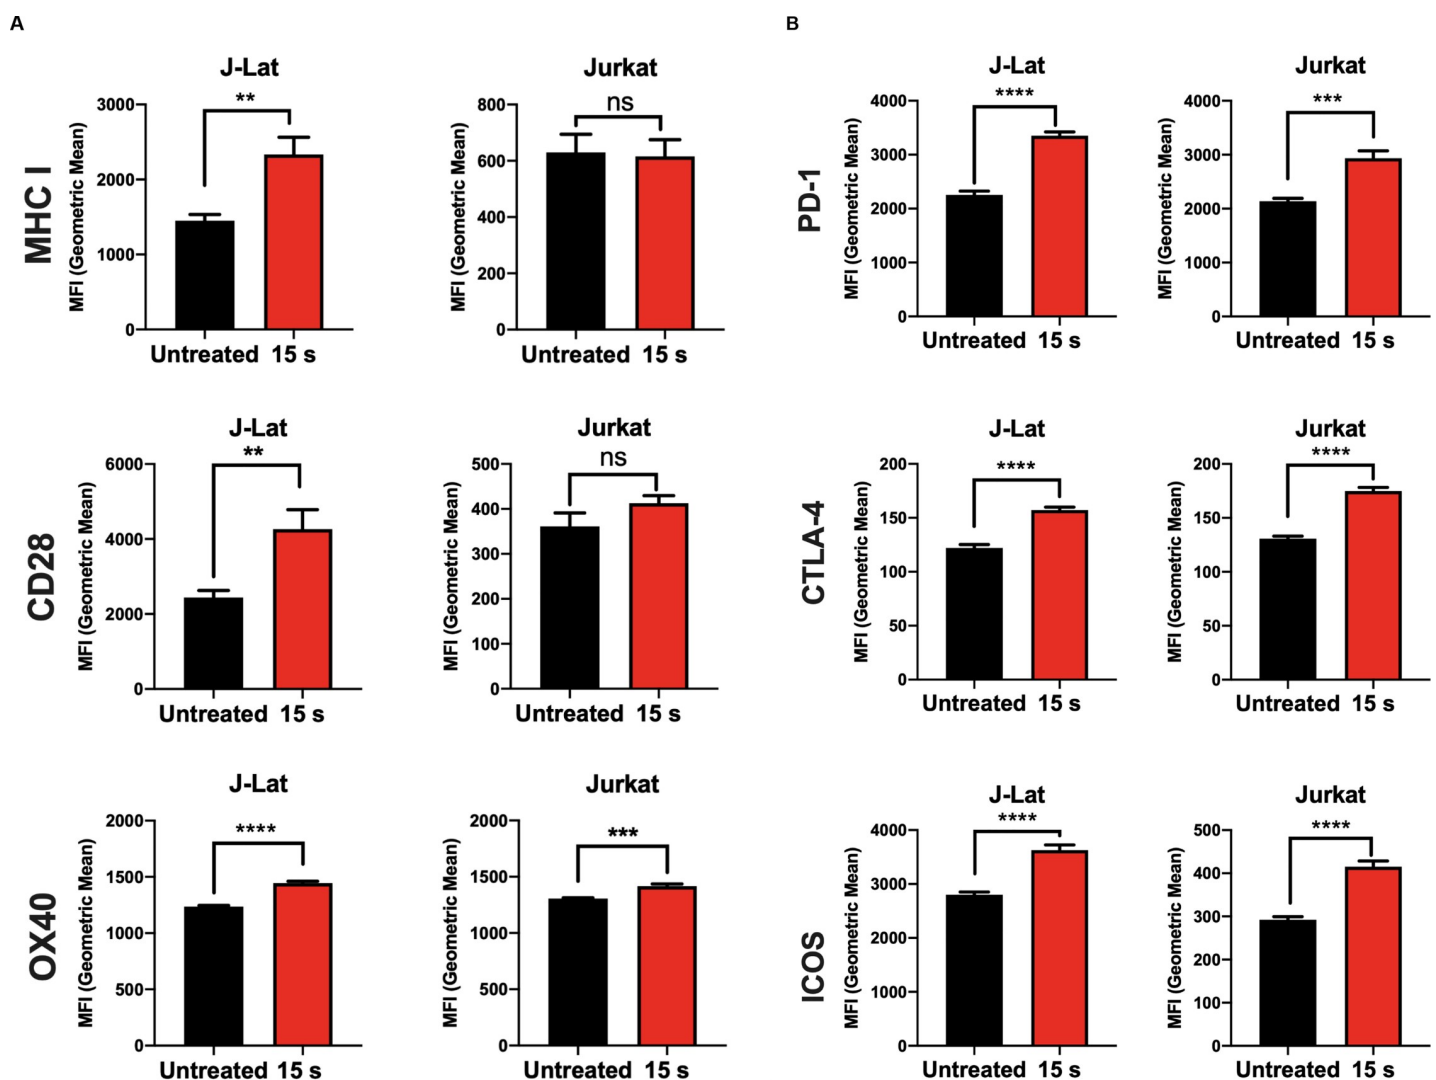 A
B
J-Lat
Jurkat
J-Lat
Jurkat
MHC I
MFI (Geometric Mean)
3000
2000
1000
0
**
Untreated 15 s
MFI (Geometric Mean)
800
600
400
200
0
ns
Untreated 15 s
PD-1
MFI (Geometric Mean)
4000
3000
2000
1000
0
****
Untreated 15 s
MFI (Geometric Mean)
4000
3000
2000
1000
0
***
Untreated 15 s
J-Lat
Jurkat
J-Lat
Jurkat
CD28
MFI (Geometric Mean)
6000
4000
2000
0
**
Untreated 15 s
MFI (Geometric Mean)
500
400
300
200
100
0
ns
Untreated 15 s
CTLA-4
MFI (Geometric Mean)
200
150
100
50
0
****
Untreated 15 s
MFI (Geometric Mean)
200
150
100
50
0
****
Untreated 15 s
J-Lat
Jurkat
J-Lat
Jurkat
OX40
MFI (Geometric Mean)
2000
1500
1000
500
0
****
Untreated 15 s
MFI (Geometric Mean)
2000
1500
1000
500
0
***
Untreated 15 s
ICOS
MFI (Geometric Mean)
4000
3000
2000
1000
0
****
Untreated 15 s
MFI (Geometric Mean)
500
400
300
200
100
0
****
Untreated 15 s